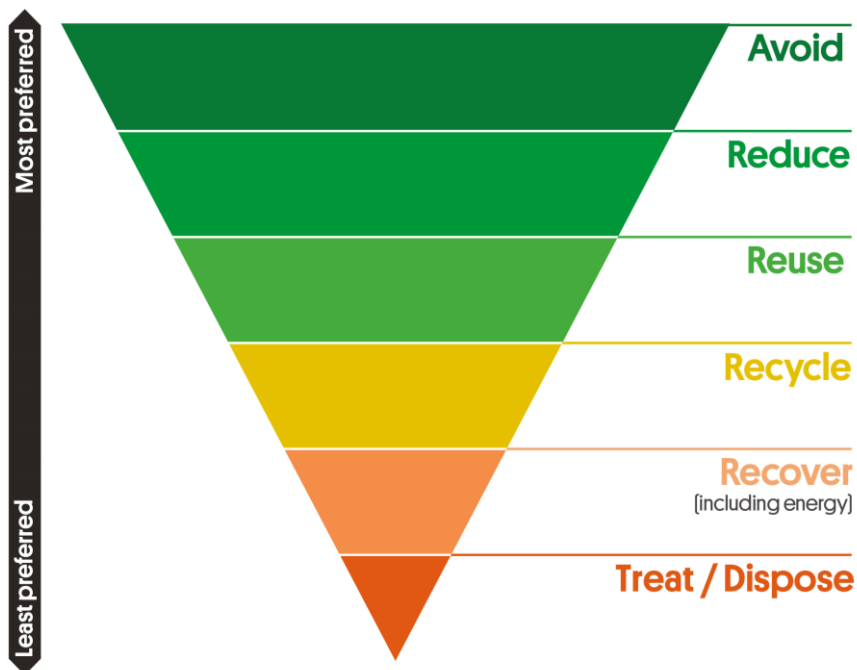 Most preferred
Avoid
Reduce
Reuse
Recycle
Recover
(including energy)
Least preferred
Treat / Dispose